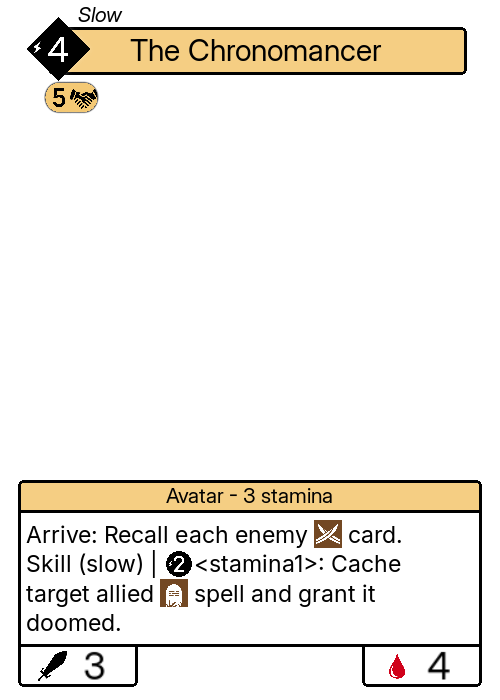 Slow
4 The Chronomancer
5
Avatar - 3 stamina
Arrive: Recall each enemy card.
Skill (slow) | 2<stamina1>: Cache
target allied spell and grant it
doomed.
3 4